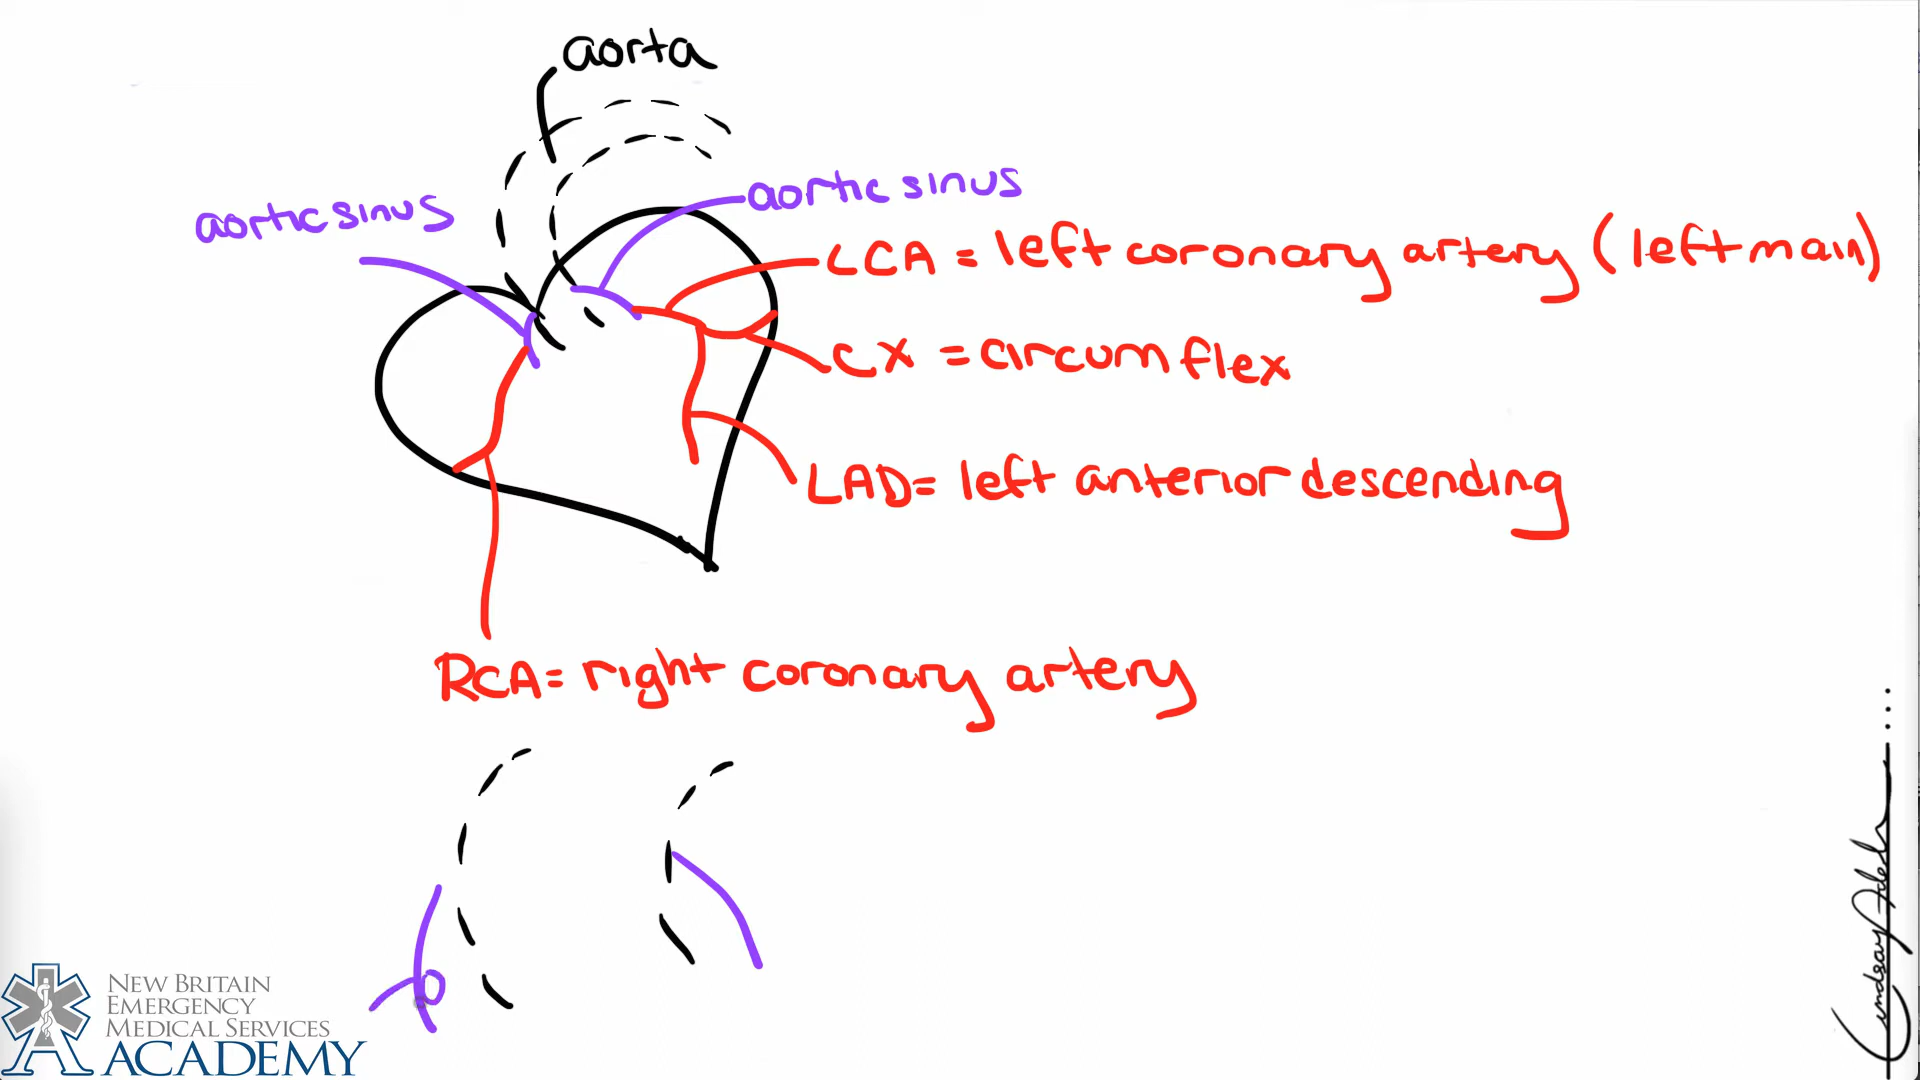 aorta
aortic sinus
aortic sinus
LCA = left coronary artery (left main)
CX = circumflex
LAD = left anterior descending
RCA = right coronary artery
NEW BRITAIN
EMERGENCY
MEDICAL SERVICES
ACADEMY